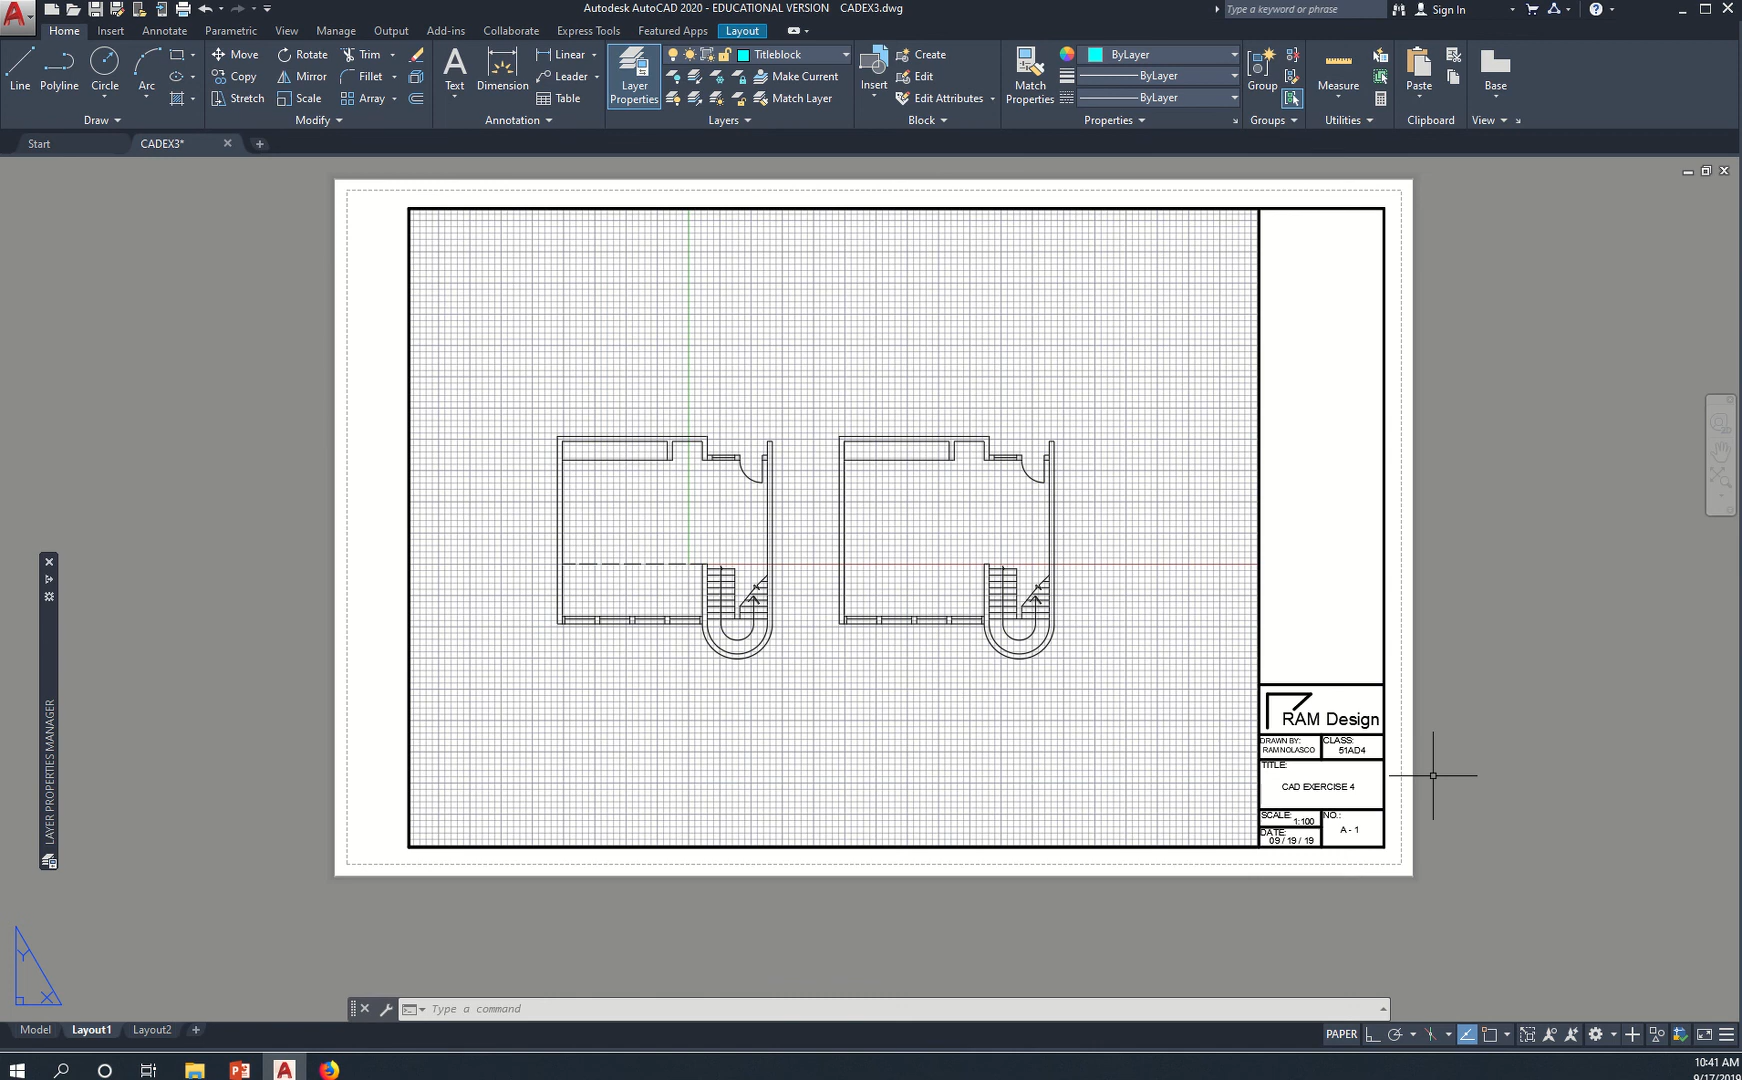 Autodesk AutoCAD 2020 - EDUCATIONAL VERSION CADEX3.dwg
Type a keyword or phrase
Sign In
Home Insert Annotate Parametric View Manage Output Add-ins Collaborate Express Tools Featured Apps Layout
Line Polyline Circle Arc
Draw
Move Rotate Trim
Copy Mirror Fillet
Stretch Scale Array
Modify
Text Dimension
Linear
Leader
Table
Annotation
Layer Properties
Titleblock
Make Current
Match Layer
Layers
Insert
Create
Edit
Edit Attributes
Block
Match Properties
ByLayer
ByLayer
ByLayer
Properties
Group
Groups
Measure
Utilities
Paste
Clipboard
Base
View
Start CADEX3*
LAYER PROPERTIES MANAGER
RAM Design
DRAWN BY: CLASS:
RAM NOLASCO 51AD4
TITLE:
CAD EXERCISE 4
SCALE: NO.:
1:100
A - 1
DATE:
09 / 19 / 19
Y
X
Type a command
Model Layout1 Layout2
PAPER
10:41 AM
9/17/2019